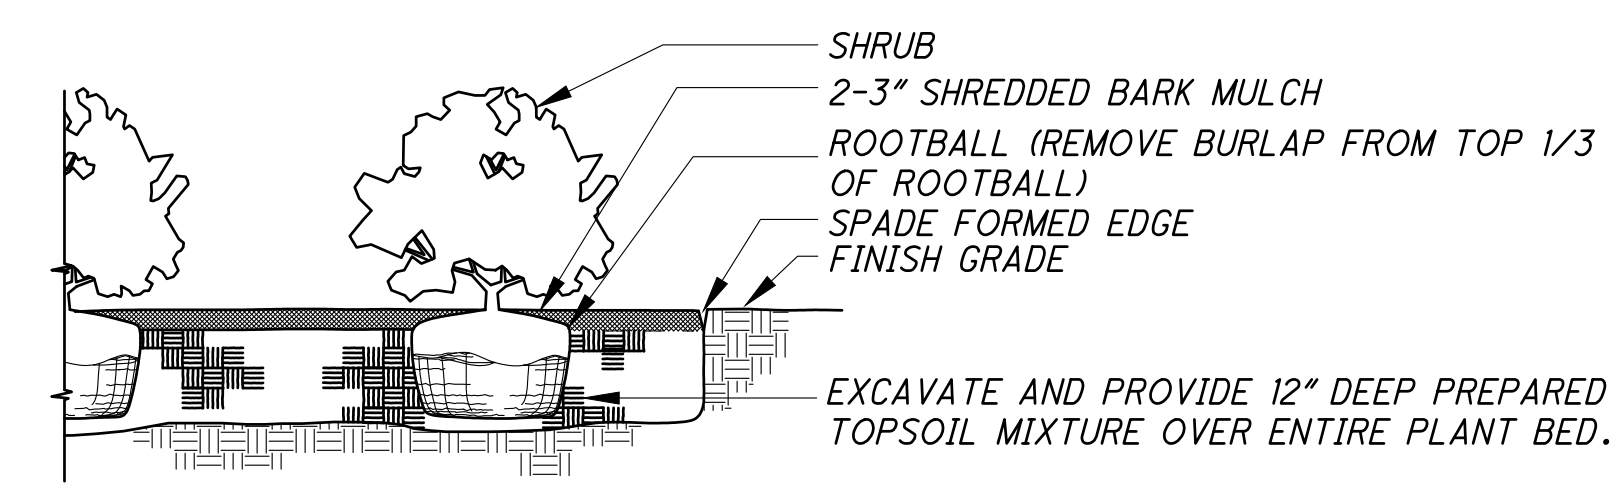 SHRUB
2-3" SHREDDED BARK MULCH
ROOTBALL (REMOVE BURLAP FROM TOP 1/3
OF ROOTBALL)
SPADE FORMED EDGE
FINISH GRADE
EXCAVATE AND PROVIDE 12" DEEP PREPARED
TOPSOIL MIXTURE OVER ENTIRE PLANT BED.